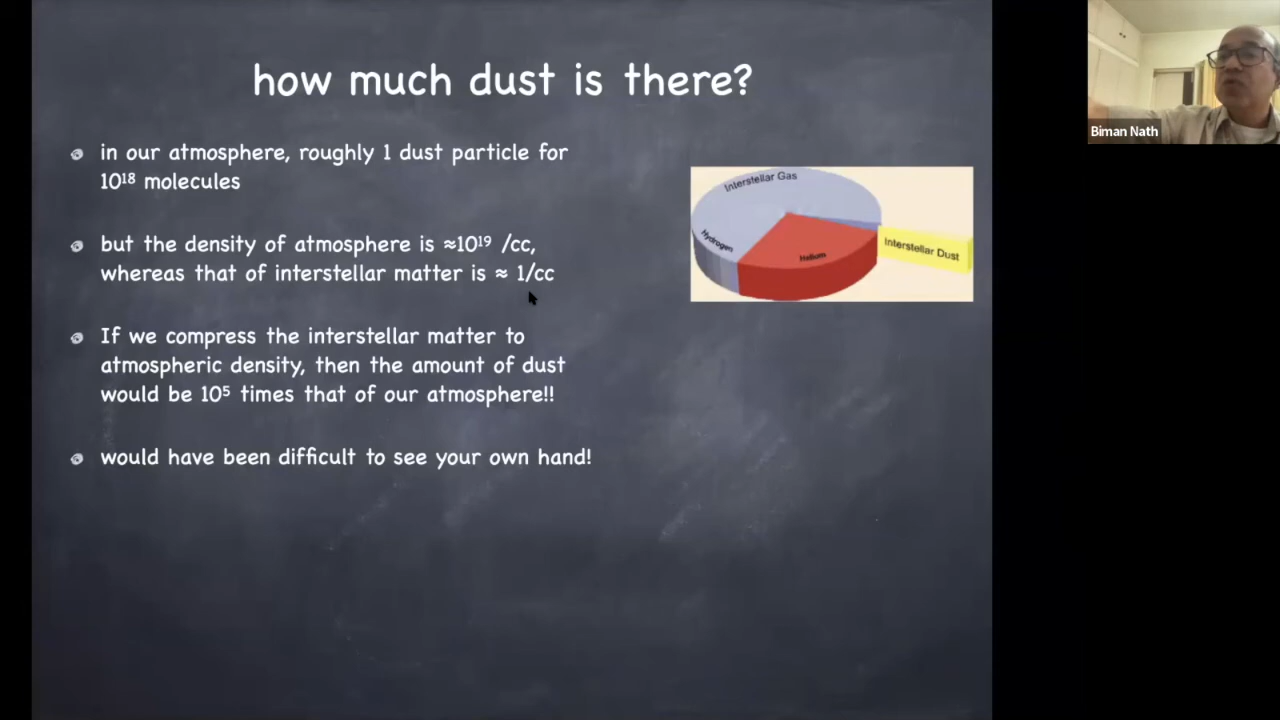 how much dust is there?
in our atmosphere, roughly 1 dust particle for
10¹⁸ molecules
but the density of atmosphere is ≈10¹⁹ /cc,
whereas that of interstellar matter is ≈ 1/cc
If we compress the interstellar matter to
atmospheric density, then the amount of dust
would be 10⁵ times that of our atmosphere!!
would have been difficult to see your own hand!
Interstellar Gas
Hydrogen
Helium
Interstellar Dust
Biman Nath